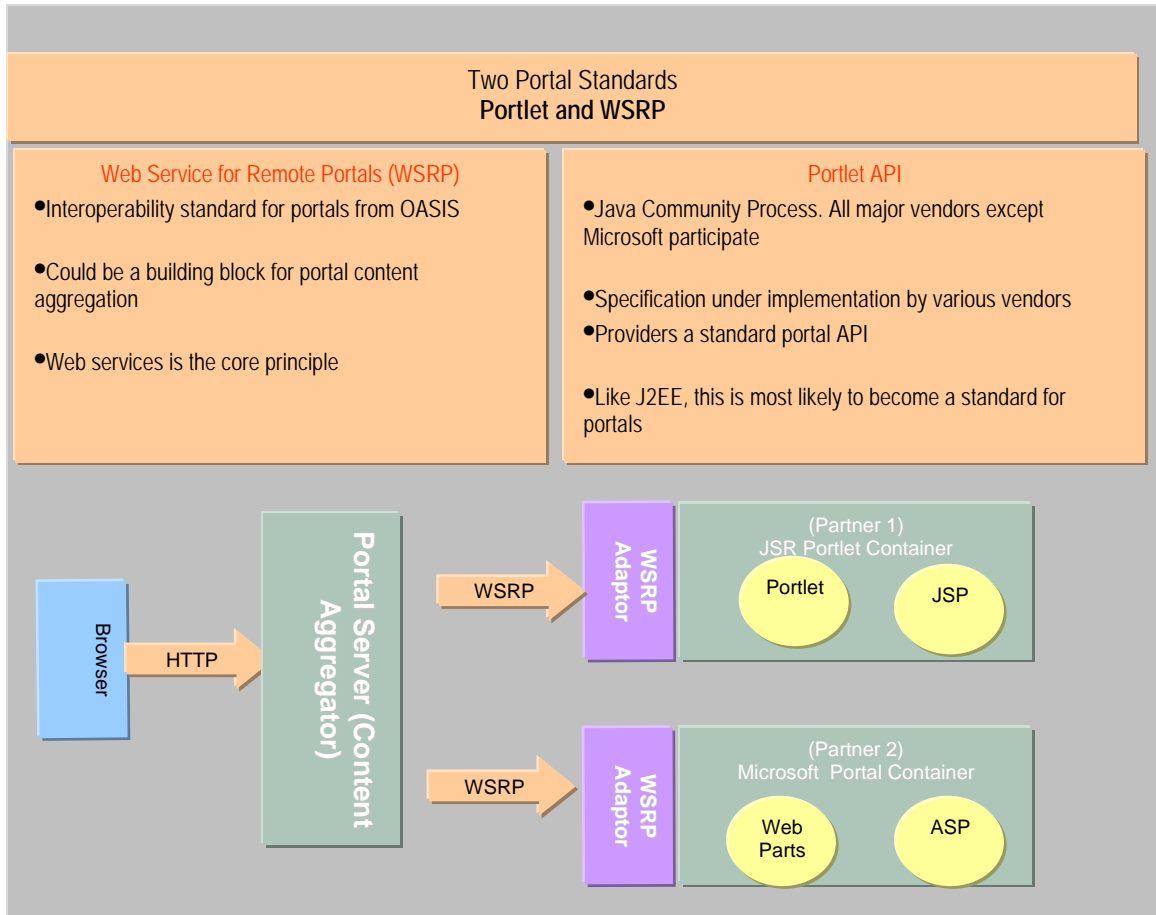 Two Portal Standards
Portlet and WSRP
Web Service for Remote Portals (WSRP)
•Interoperability standard for portals from OASIS
•Could be a building block for portal content
aggregation
•Web services is the core principle
Portlet API
•Java Community Process. All major vendors except
Microsoft participate
•Specification under implementation by various vendors
•Providers a standard portal API
•Like J2EE, this is most likely to become a standard for
portals
Browser
HTTP
Portal Server (Content
Aggregator)
WSRP
WSRP
Adaptor
(Partner 1)
JSR Portlet Container
Portlet
JSP
WSRP
WSRP
Adaptor
(Partner 2)
Microsoft Portal Container
Web
Parts
ASP